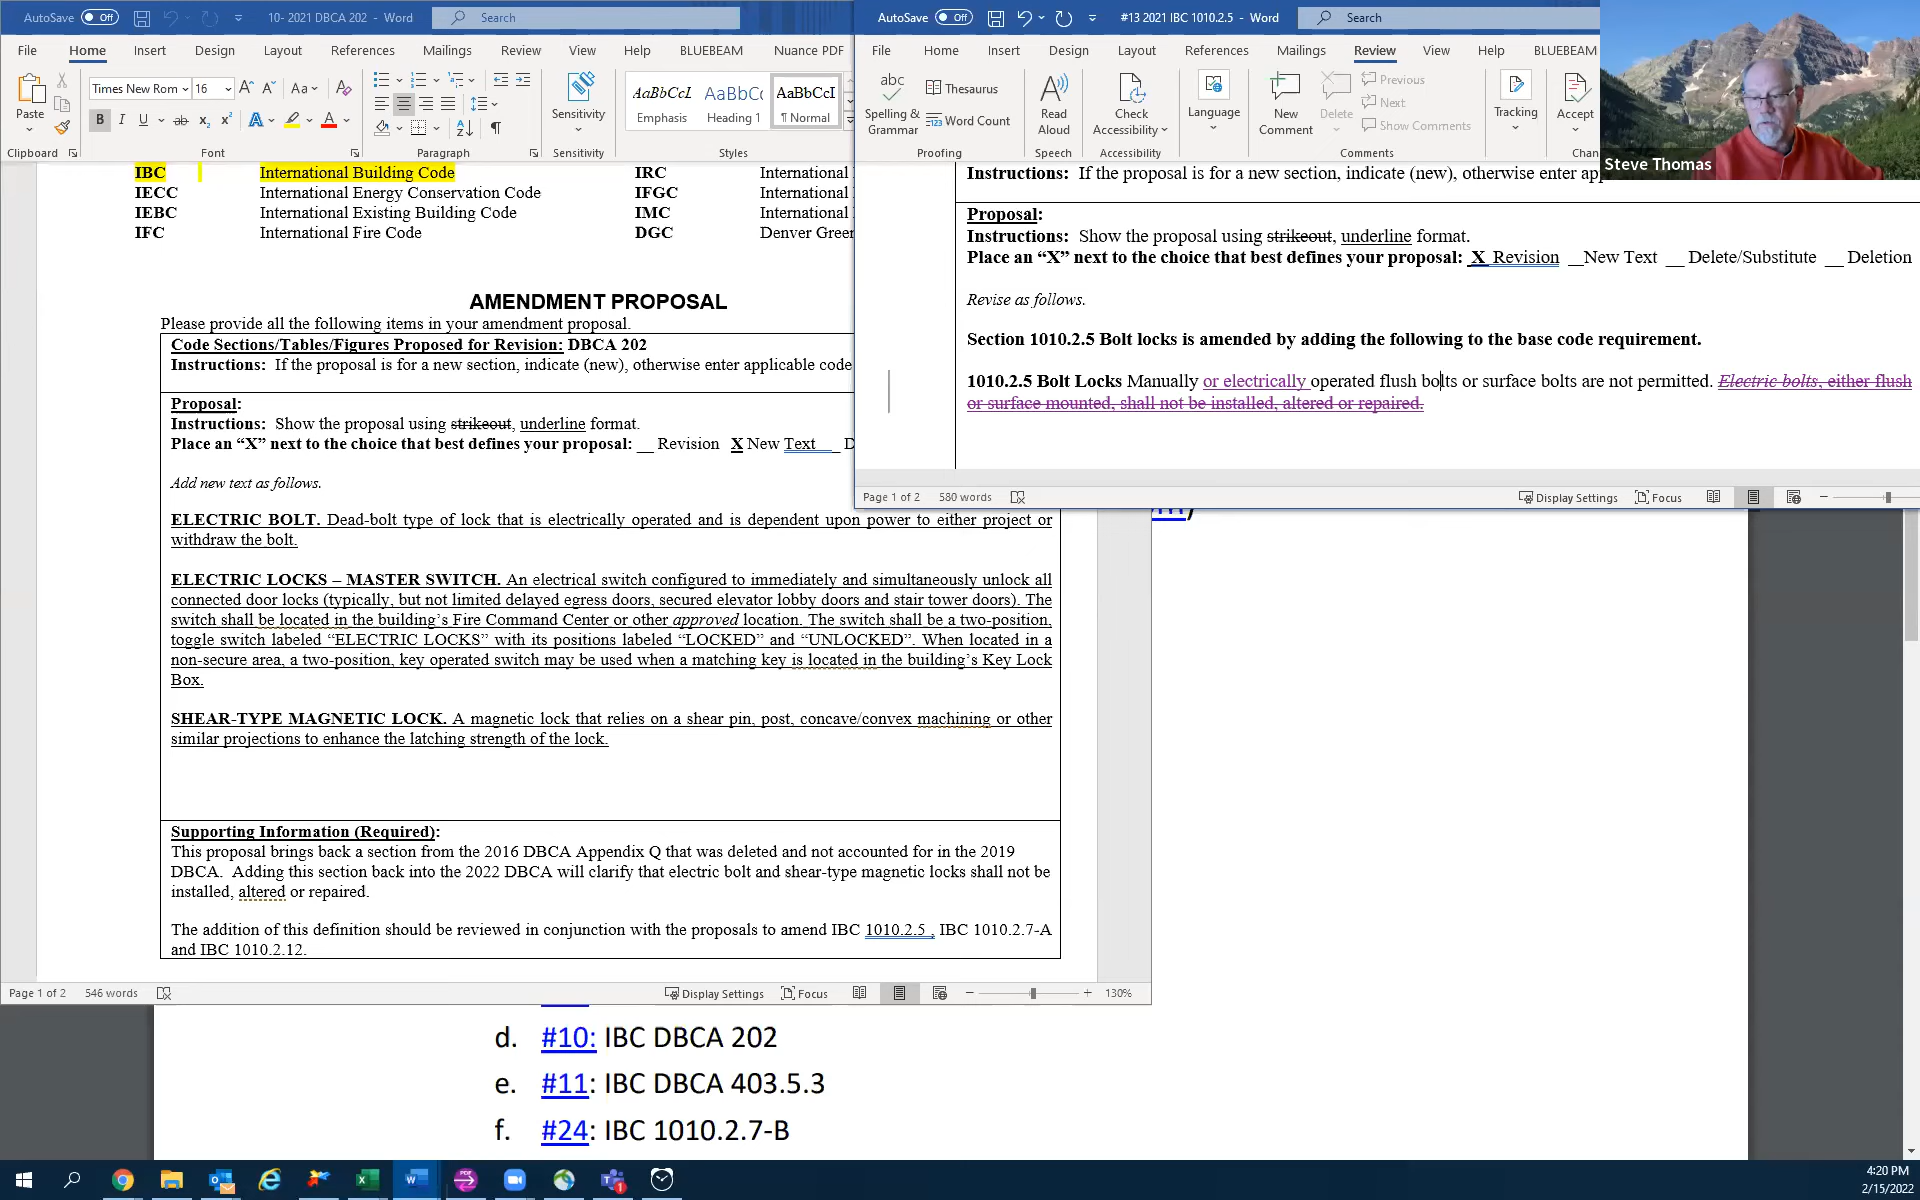 AutoSave Off 10- 2021 DBCA 202 - Word Search
File Home Insert Design Layout References Mailings Review View Help BLUEBEAM Nuance PDF
Paste Times New Rom 16 Aa Sensitivity AaBbCcI AaBbCc AaBbCcI
Emphasis Heading 1 ¶ Normal
Clipboard Font Paragraph Sensitivity Styles
IBC International Building Code IRC International
IECC International Energy Conservation Code IFGC International
IEBC International Existing Building Code IMC International
IFC International Fire Code DGC Denver Green
AMENDMENT PROPOSAL
Please provide all the following items in your amendment proposal.
Code Sections/Tables/Figures Proposed for Revision: DBCA 202
Instructions: If the proposal is for a new section, indicate (new), otherwise enter applicable code
Proposal:
Instructions: Show the proposal using strikeout, underline format.
Place an “X” next to the choice that best defines your proposal: __ Revision X New Text__ D
Add new text as follows.
ELECTRIC BOLT. Dead-bolt type of lock that is electrically operated and is dependent upon power to either project or
withdraw the bolt.
ELECTRIC LOCKS – MASTER SWITCH. An electrical switch configured to immediately and simultaneously unlock all
connected door locks (typically, but not limited delayed egress doors, secured elevator lobby doors and stair tower doors). The
switch shall be located in the building’s Fire Command Center or other approved location. The switch shall be a two-position,
toggle switch labeled “ELECTRIC LOCKS” with its positions labeled “LOCKED” and “UNLOCKED”. When located in a
non-secure area, a two-position, key operated switch may be used when a matching key is located in the building’s Key Lock
Box.
SHEAR-TYPE MAGNETIC LOCK. A magnetic lock that relies on a shear pin, post, concave/convex machining or other
similar projections to enhance the latching strength of the lock.
Supporting Information (Required):
This proposal brings back a section from the 2016 DBCA Appendix Q that was deleted and not accounted for in the 2019
DBCA. Adding this section back into the 2022 DBCA will clarify that electric bolt and shear-type magnetic locks shall not be
installed, altered or repaired.
The addition of this definition should be reviewed in conjunction with the proposals to amend IBC 1010.2.5 , IBC 1010.2.7-A
and IBC 1010.2.12.
Page 1 of 2 546 words Display Settings Focus 130%
AutoSave Off #13 2021 IBC 1010.2.5 - Word Search
File Home Insert Design Layout References Mailings Review View Help BLUEBEAM
Spelling & Grammar Thesaurus Word Count Read Aloud Check Accessibility Language New Comment Delete Previous Next Show Comments Tracking Accept
Proofing Speech Accessibility Comments Chan
Steve Thomas
Instructions: If the proposal is for a new section, indicate (new), otherwise enter app
Proposal:
Instructions: Show the proposal using strikeout, underline format.
Place an “X” next to the choice that best defines your proposal: X Revision __New Text __ Delete/Substitute __ Deletion
Revise as follows.
Section 1010.2.5 Bolt locks is amended by adding the following to the base code requirement.
1010.2.5 Bolt Locks Manually or electrically operated flush bolts or surface bolts are not permitted. Electric bolts, either flush
or surface mounted, shall not be installed, altered or repaired.
Page 1 of 2 580 words Display Settings Focus
d. #10: IBC DBCA 202
e. #11: IBC DBCA 403.5.3
f. #24: IBC 1010.2.7-B
4:20 PM
2/15/2022